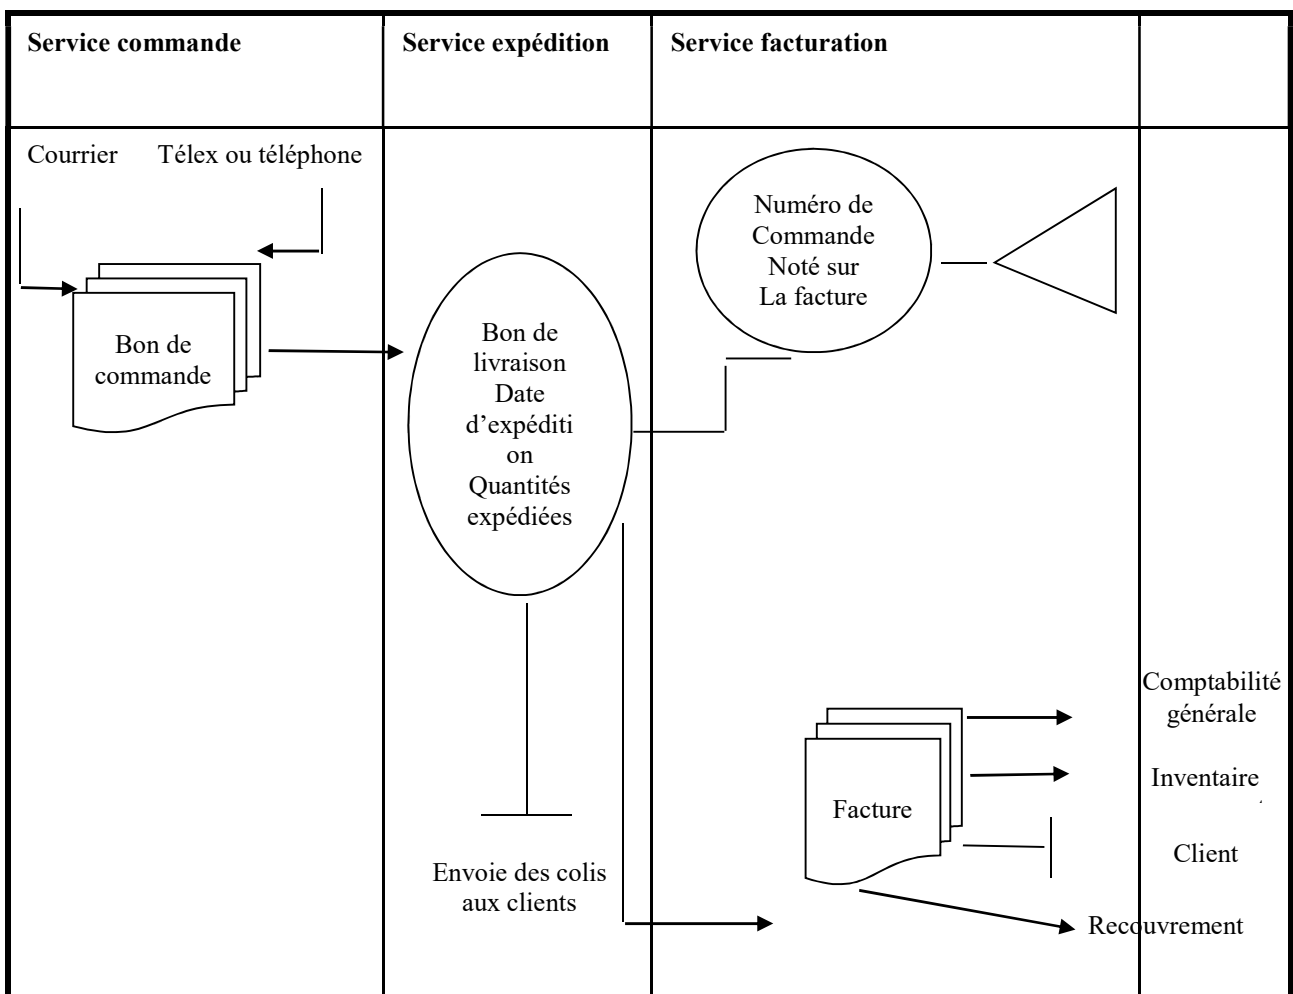 Service commande
Service expédition
Service facturation
Courrier
Télex ou téléphone
Bon de
commande
Bon de
livraison
Date
d’expéditi
on
Quantités
expédiées
Numéro de
Commande
Noté sur
La facture
Envoie des colis
aux clients
Facture
Comptabilité
générale
Inventaire
Client
Recouvrement